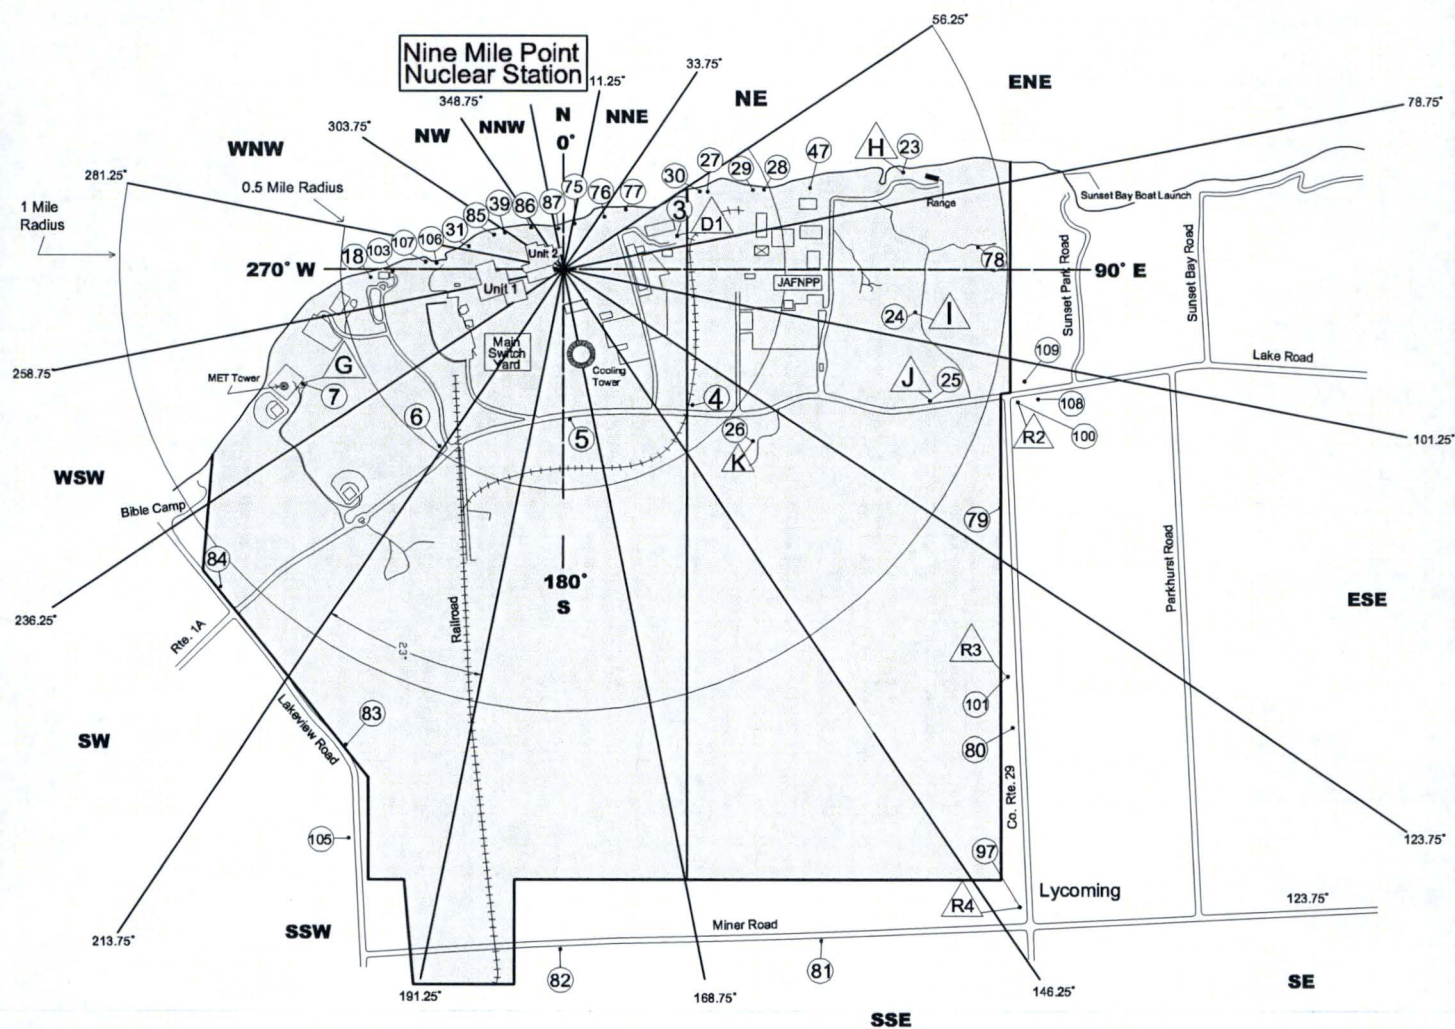 Nine Mile Point
Nuclear Station
56.25°
33.75°
11.25°
348.75°
303.75°
281.25°
N
0°
NNE
NE
ENE
78.75°
NW
NNW
WNW
0.5 Mile Radius
1 Mile
Radius
47
H
23
30
27
29
28
75
76
77
87
86
39
85
31
106
107
103
18
3
D1
Range
Sunset Bay Boat Launch
78
Unit 2
Unit 1
270° W
90° E
JAFNPP
24
I
Sunset Park Road
Sunset Bay Road
Main
Switch
Yard
Cooling
Tower
G
258.75°
MET Tower
7
6
5
4
26
K
J
25
109
Lake Road
108
100
R2
101.25°
WSW
Bible Camp
84
79
180°
S
Parkhurst Road
ESE
236.25°
Rte. 1A
Railroad
23°
R3
101
80
Lakeview Road
83
SW
Co. Rte. 29
105
97
123.75°
R4
Lycoming
123.75°
213.75°
SSW
Miner Road
82
81
191.25°
168.75°
146.25°
SE
SSE